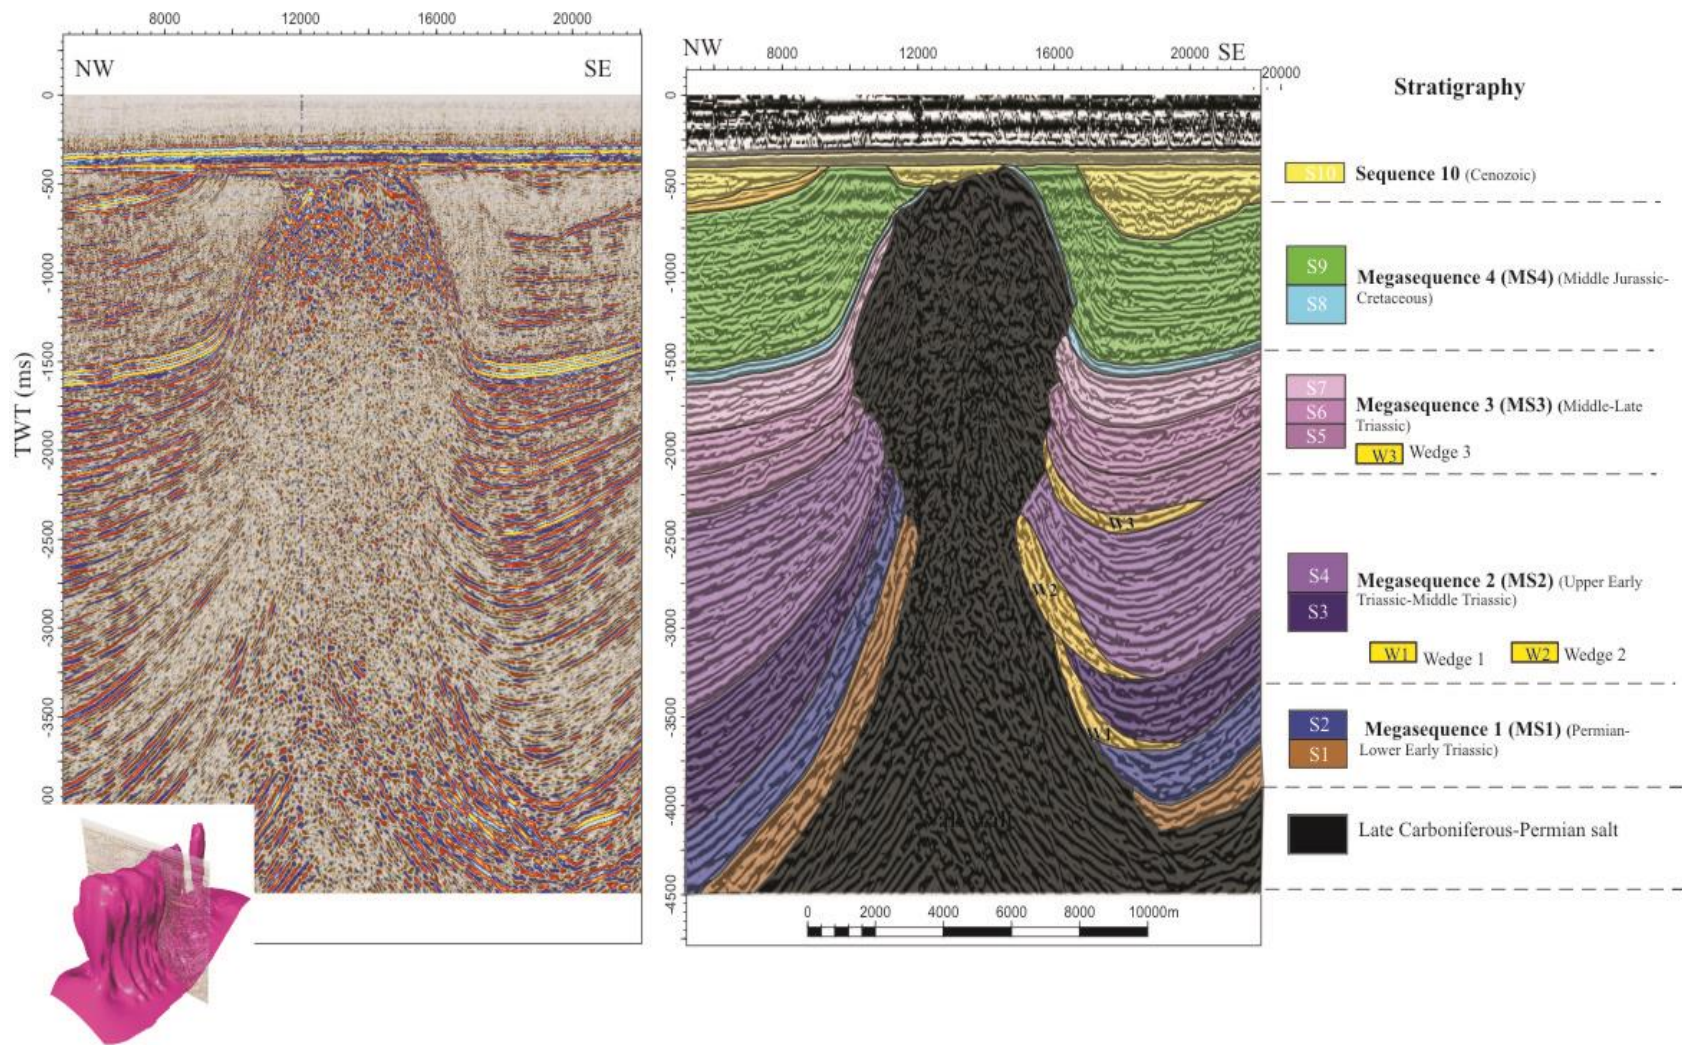 8000 12000 16000 20000
NW SE
0
-500
-1000
-1500
-2000
-2500
-3000
-3500
00
TWT (ms)
NW 8000 12000 16000 20000 SE
20000
0
-500
-1000
-1500
-2000
-2500
-3000
-3500
-4000
-4500
W3
W2
W1
0 2000 4000 6000 8000 10000m
Stratigraphy
S10 Sequence 10 (Cenozoic)
S9
S8
Megasequence 4 (MS4) (Middle Jurassic-
Cretaceous)
S7
S6
S5
Megasequence 3 (MS3) (Middle-Late
Triassic)
W3 Wedge 3
S4
S3
Megasequence 2 (MS2) (Upper Early
Triassic-Middle Triassic)
W1 Wedge 1 W2 Wedge 2
S2
S1
Megasequence 1 (MS1) (Permian-
Lower Early Triassic)
Late Carboniferous-Permian salt